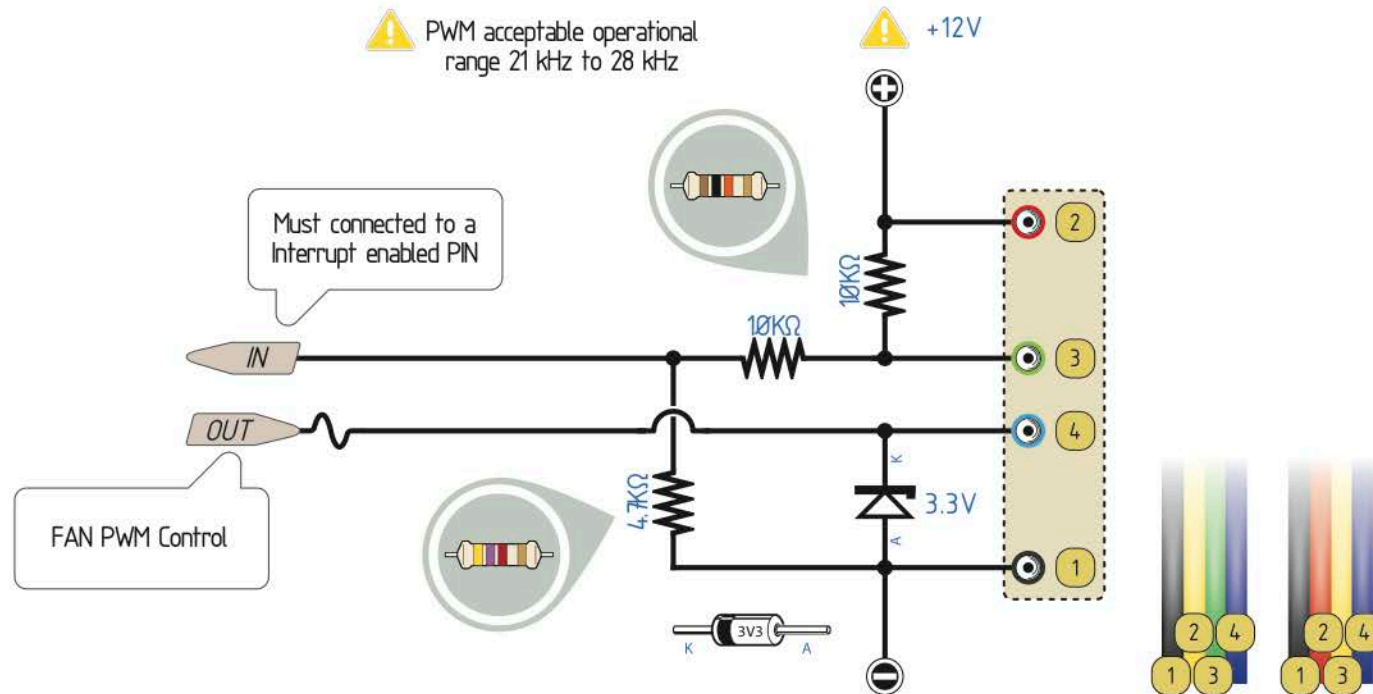 PWM acceptable operational
range 21 kHz to 28 kHz
+12V
Must connected to a
Interrupt enabled PIN
10KΩ
10KΩ
2
IN
3
OUT
4
K
4.7KΩ
3.3V
A
FAN PWM Control
1
3V3
K
A
2
4
1
3
2
4
1
3